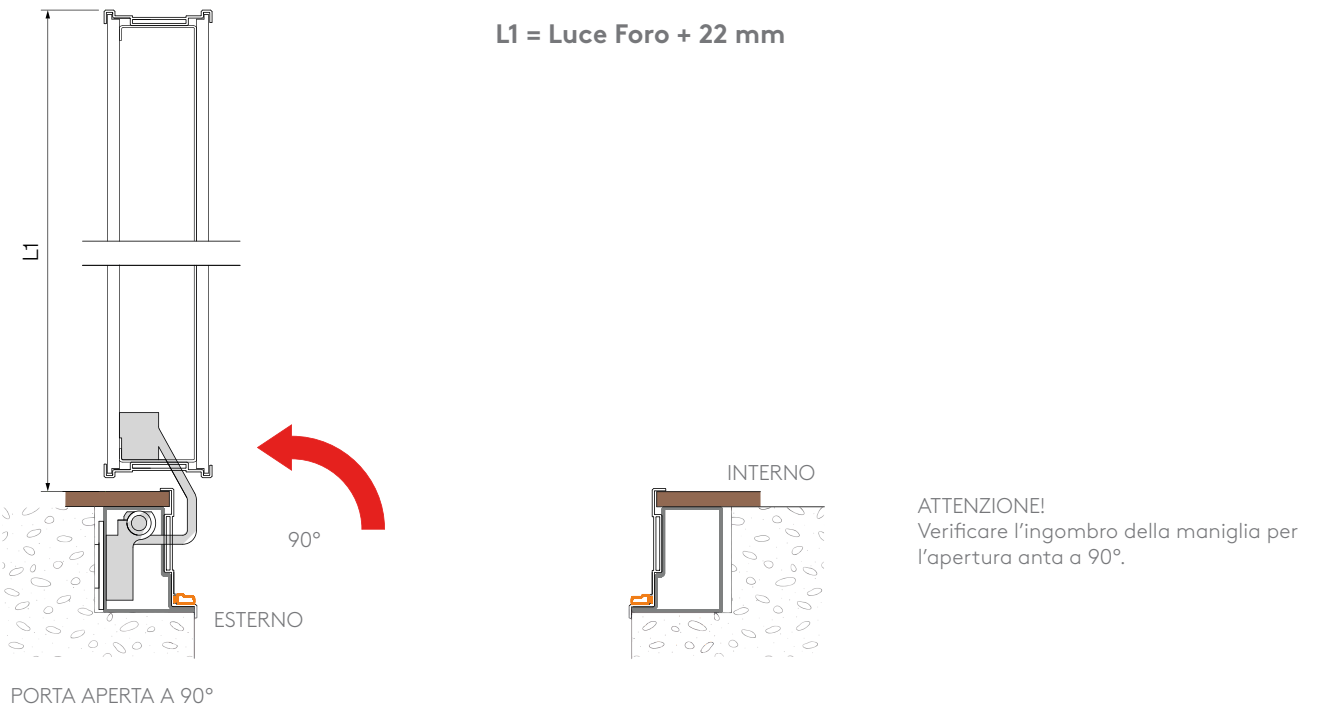 L1 = Luce Foro + 22 mm
L1
INTERNO
ATTENZIONE!
Verificare l'ingombro della maniglia per
l'apertura anta a 90°.
90°
ESTERNO
PORTA APERTA A 90°